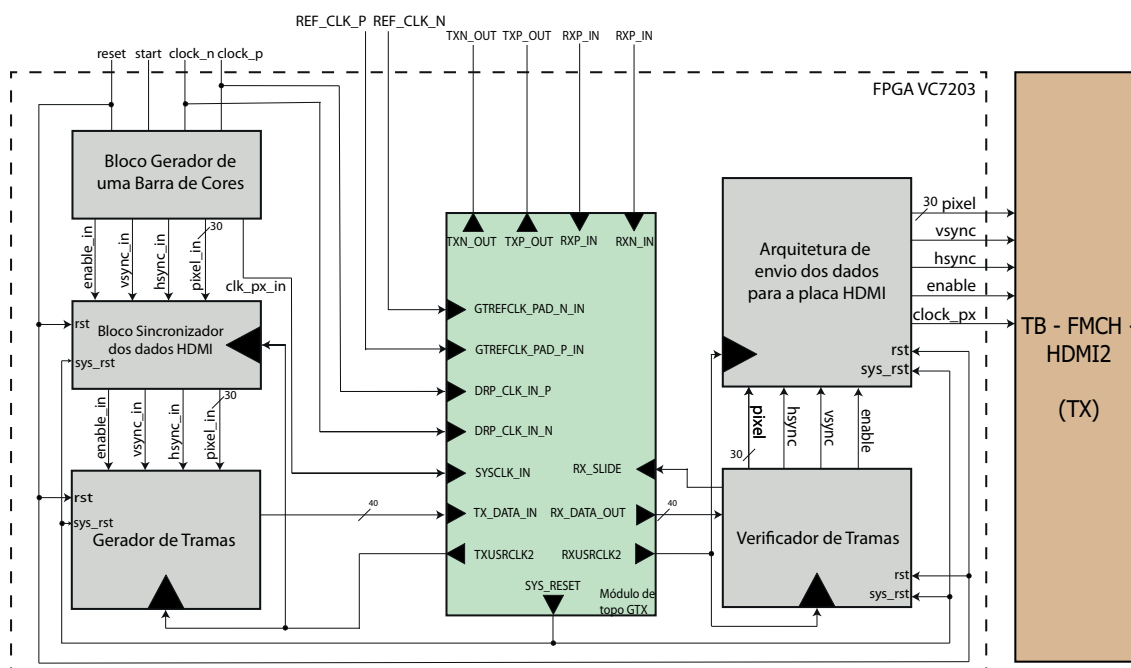 REF_CLK_P REF_CLK_N
TXN_OUT TXP_OUT RXP_IN RXP_IN
reset start clock_n clock_p
FPGA VC7203
Bloco Gerador de
uma Barra de Cores
enable_in
vsync_in
hsync_in
pixel_in
30
clk_px_in
rst
sys_rst
Bloco Sincronizador
dos dados HDMI
enable_in
vsync_in
hsync_in
pixel_in
30
rst
sys_rst
Gerador de Tramas
40
TXN_OUT TXP_OUT RXP_IN RXN_IN
GTREFCLK_PAD_N_IN
GTREFCLK_PAD_P_IN
DRP_CLK_IN_P
DRP_CLK_IN_N
SYSCLK_IN
RX_SLIDE
TX_DATA_IN
RX_DATA_OUT
TXUSRCLK2
RXUSRCLK2
SYS_RESET
Módulo de
topo GTX
40
Arquitetura de
envio dos dados
para a placa HDMI
rst
sys_rst
30 pixel
vsync
hsync
enable
clock_px
pixel
hsync
vsync
enable
30
Verificador de Tramas
rst
sys_rst
TB - FMCH -
HDMI2
(TX)